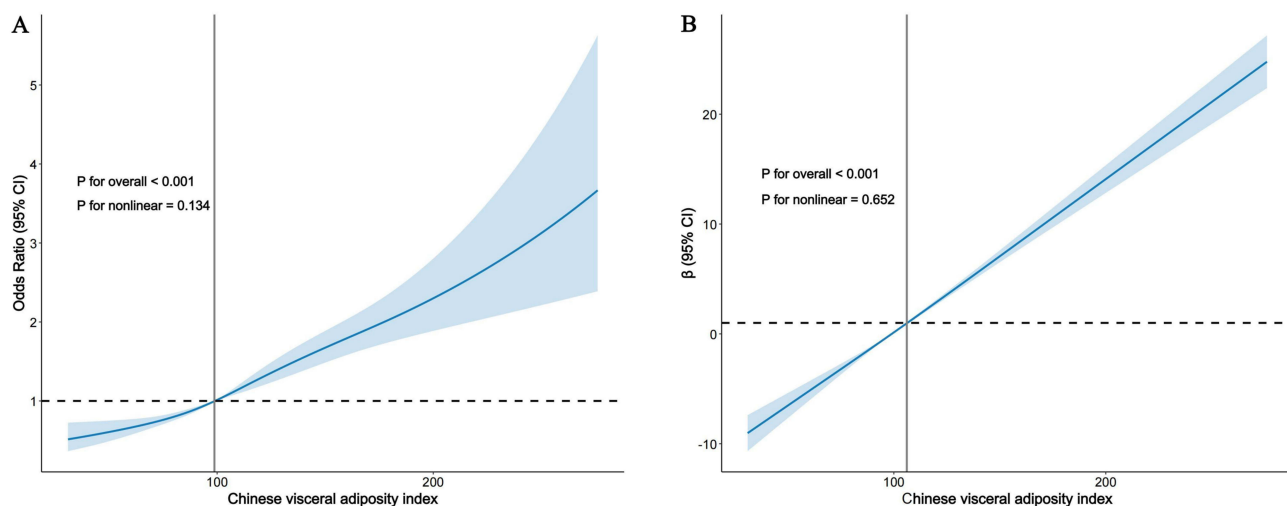 A
Odds Ratio (95% CI)
5
4
3
2
1
P for overall < 0.001
P for nonlinear = 0.134
100
200
Chinese visceral adiposity index
B
β (95% CI)
20
10
0
-10
P for overall < 0.001
P for nonlinear = 0.652
100
200
Chinese visceral adiposity index